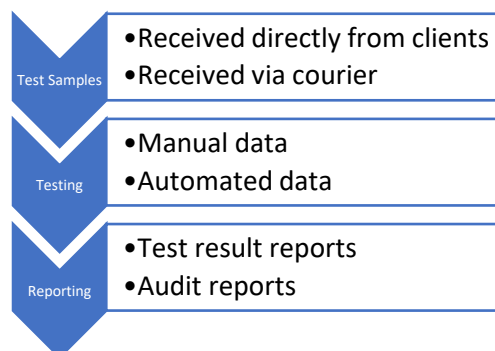 Test Samples
•Received directly from clients
•Received via courier
Testing
•Manual data
•Automated data
Reporting
•Test result reports
•Audit reports